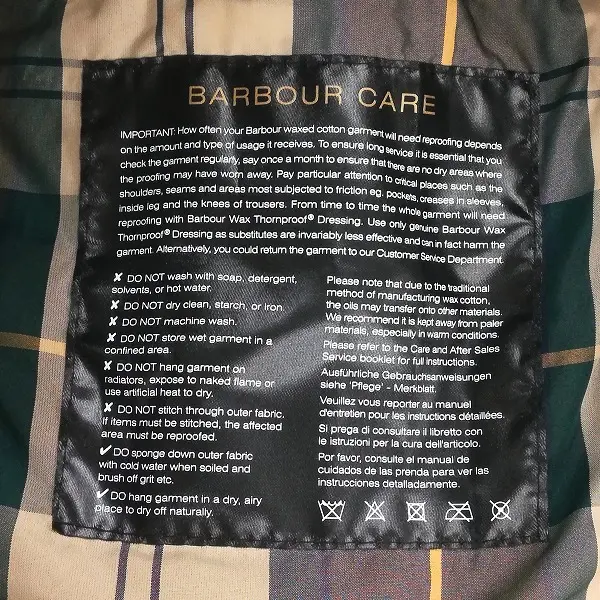 BARBOUR CARE
IMPORTANT: How often your Barbour waxed cotton garment will need reproofing depends
on the amount and type of usage it receives. To ensure long service it is essential that you
check the garment regularly, say once a month to ensure that there are no dry areas where
the proofing may have worn away. Pay particular attention to critical places such as the
shoulders, seams and areas most subjected to friction eg. pockets, creases in sleeves,
inside leg and the knees of trousers. From time to time the whole garment will need
reproofing with Barbour Wax Thornproof® Dressing. Use only genuine Barbour Wax
Thornproof® Dressing as substitutes are invariably less effective and can in fact harm the
garment. Alternatively, you could return the garment to our Customer Service Department.
✘ DO NOT wash with soap, detergent,
solvents, or hot water.
✘ DO NOT dry clean, starch, or iron.
✘ DO NOT machine wash.
✘ DO NOT store wet garment in a
confined area.
✘ DO NOT hang garment on
radiators, expose to naked flame or
use artificial heat to dry.
✘ DO NOT stitch through outer fabric.
If items must be stitched, the affected
area must be reproofed.
✔ DO sponge down outer fabric
with cold water when soiled and
brush off grit etc.
✔ DO hang garment in a dry, airy
place to dry off naturally.
Please note that due to the traditional
method of manufacturing wax cotton,
the oils may transfer onto other materials.
We recommend it is kept away from paler
materials, especially in warm conditions.
Please refer to the Care and After Sales
Service booklet for full instructions.
Ausführliche Gebrauchsanweisungen
siehe 'Pflege' - Merkblatt.
Veuillez vous reporter au manuel
d'entretien pour les instructions détaillées.
Si prega di consultare il libretto con
le istruzioni per la cura dell'articolo.
Por favor, consulte el manual de
cuidados de las prenda para ver las
instrucciones detalladamente.